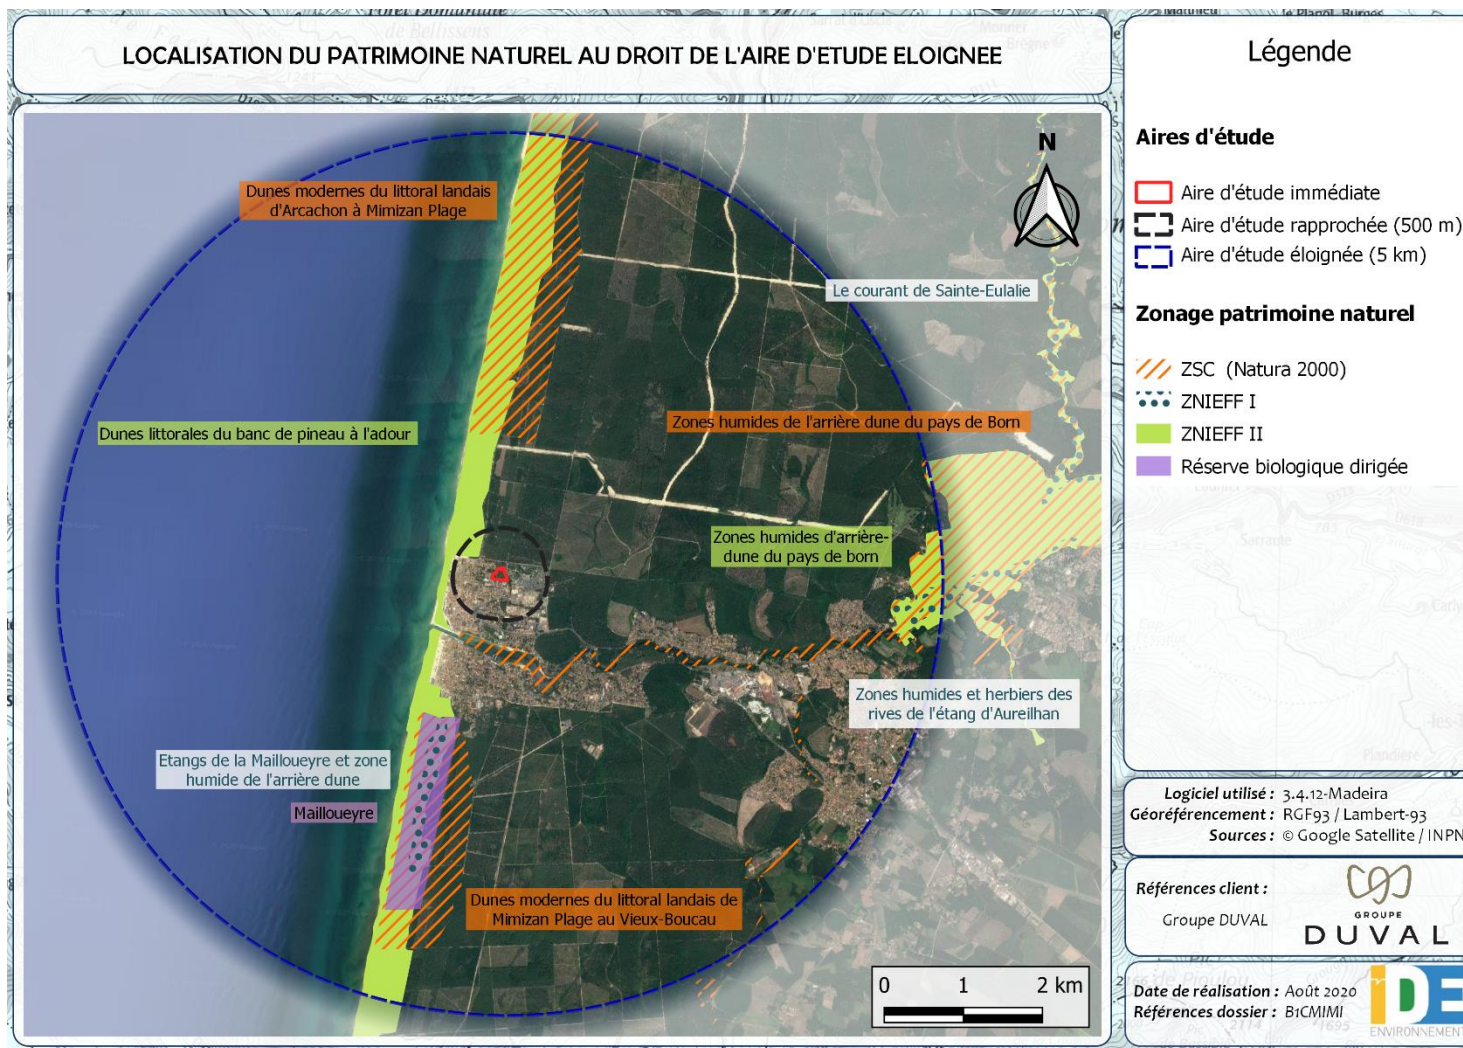 LOCALISATION DU PATRIMOINE NATUREL AU DROIT DE L'AIRE D'ETUDE ELOIGNEE
Dunes modernes du littoral landais
d'Arcachon à Mimizan Plage
N
Le courant de Sainte-Eulalie
Dunes littorales du banc de pineau à l'adour
Zones humides de l'arrière dune du pays de Born
Zones humides d'arrière-
dune du pays de born
Zones humides et herbiers des
rives de l'étang d'Aureilhan
Etangs de la Mailloueyre et zone
humide de l'arrière dune
Mailloueyre
Dunes modernes du littoral landais de
Mimizan Plage au Vieux-Boucau
0 1 2 km
Légende
Aires d'étude
Aire d'étude immédiate
Aire d'étude rapprochée (500 m)
Aire d'étude éloignée (5 km)
Zonage patrimoine naturel
ZSC (Natura 2000)
ZNIEFF I
ZNIEFF II
Réserve biologique dirigée
Logiciel utilisé : 3.4.12-Madeira
Géoréférencement : RGF93 / Lambert-93
Sources : © Google Satellite / INPN
Références client :
Groupe DUVAL
GROUPE
DUVAL
Date de réalisation : Août 2020
Références dossier : B1CMIMI
IDE
ENVIRONNEMENT